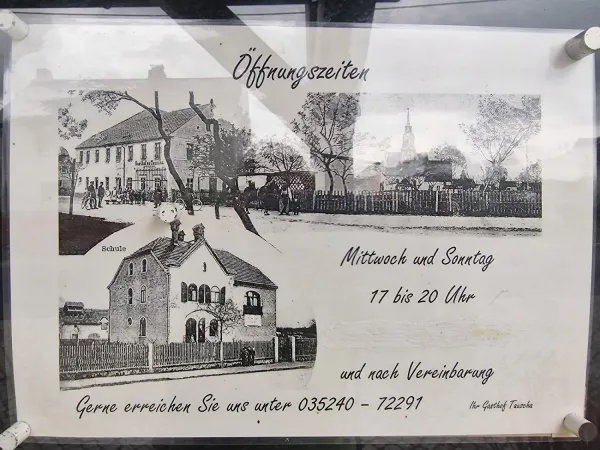 Öffnungszeiten
Schule
Mittwoch und Sonntag
17 bis 20 Uhr
und nach Vereinbarung
Gerne erreichen Sie uns unter 035240 - 72291
Ihr Gasthof Tauscha